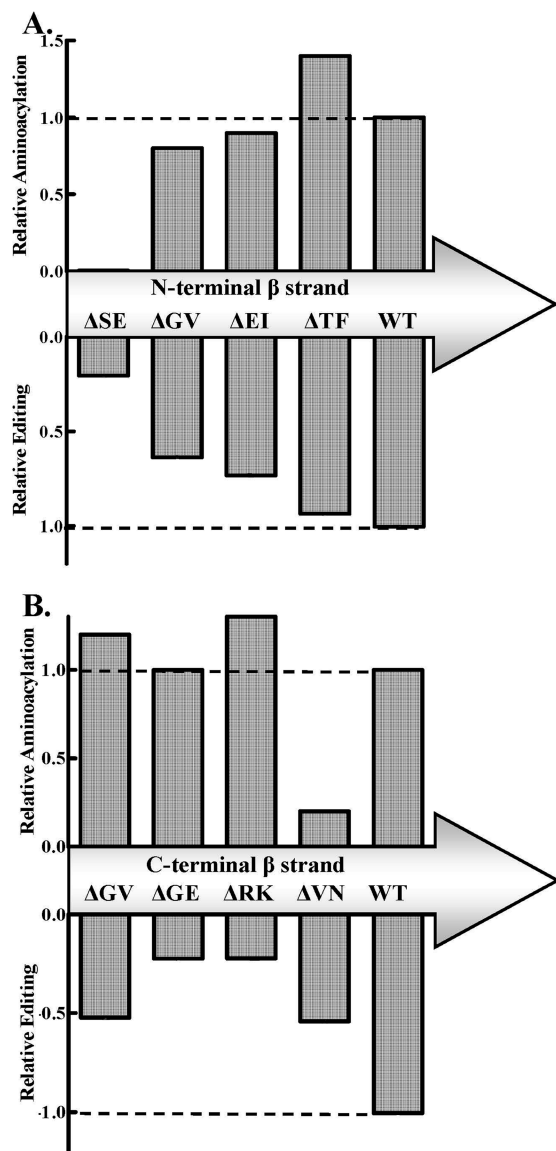 A.
1.5
1.0
0.5
0.0
Relative Aminoacylation
N-terminal β strand
ΔSE ΔGV ΔEI ΔTF WT
0.0
0.5
1.0
Relative Editing
B.
1.0
0.5
0.0
Relative Aminoacylation
C-terminal β strand
ΔGV ΔGE ΔRK ΔVN WT
0.0
-0.5
-1.0
Relative Editing